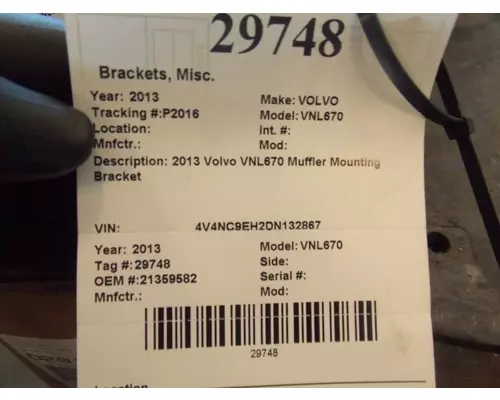 29748
Brackets, Misc.
Year: 2013 Make: VOLVO
Tracking #:P2016 Model: VNL670
Location: Int. #:
Mnfctr.: Mod:
Description: 2013 Volvo VNL670 Muffler Mounting
Bracket
VIN: 4V4NC9EH2DN132867
Year: 2013 Model: VNL670
Tag #:29748 Side:
OEM #:21359582 Serial #:
Mnfctr.: Mod:
29748
Location